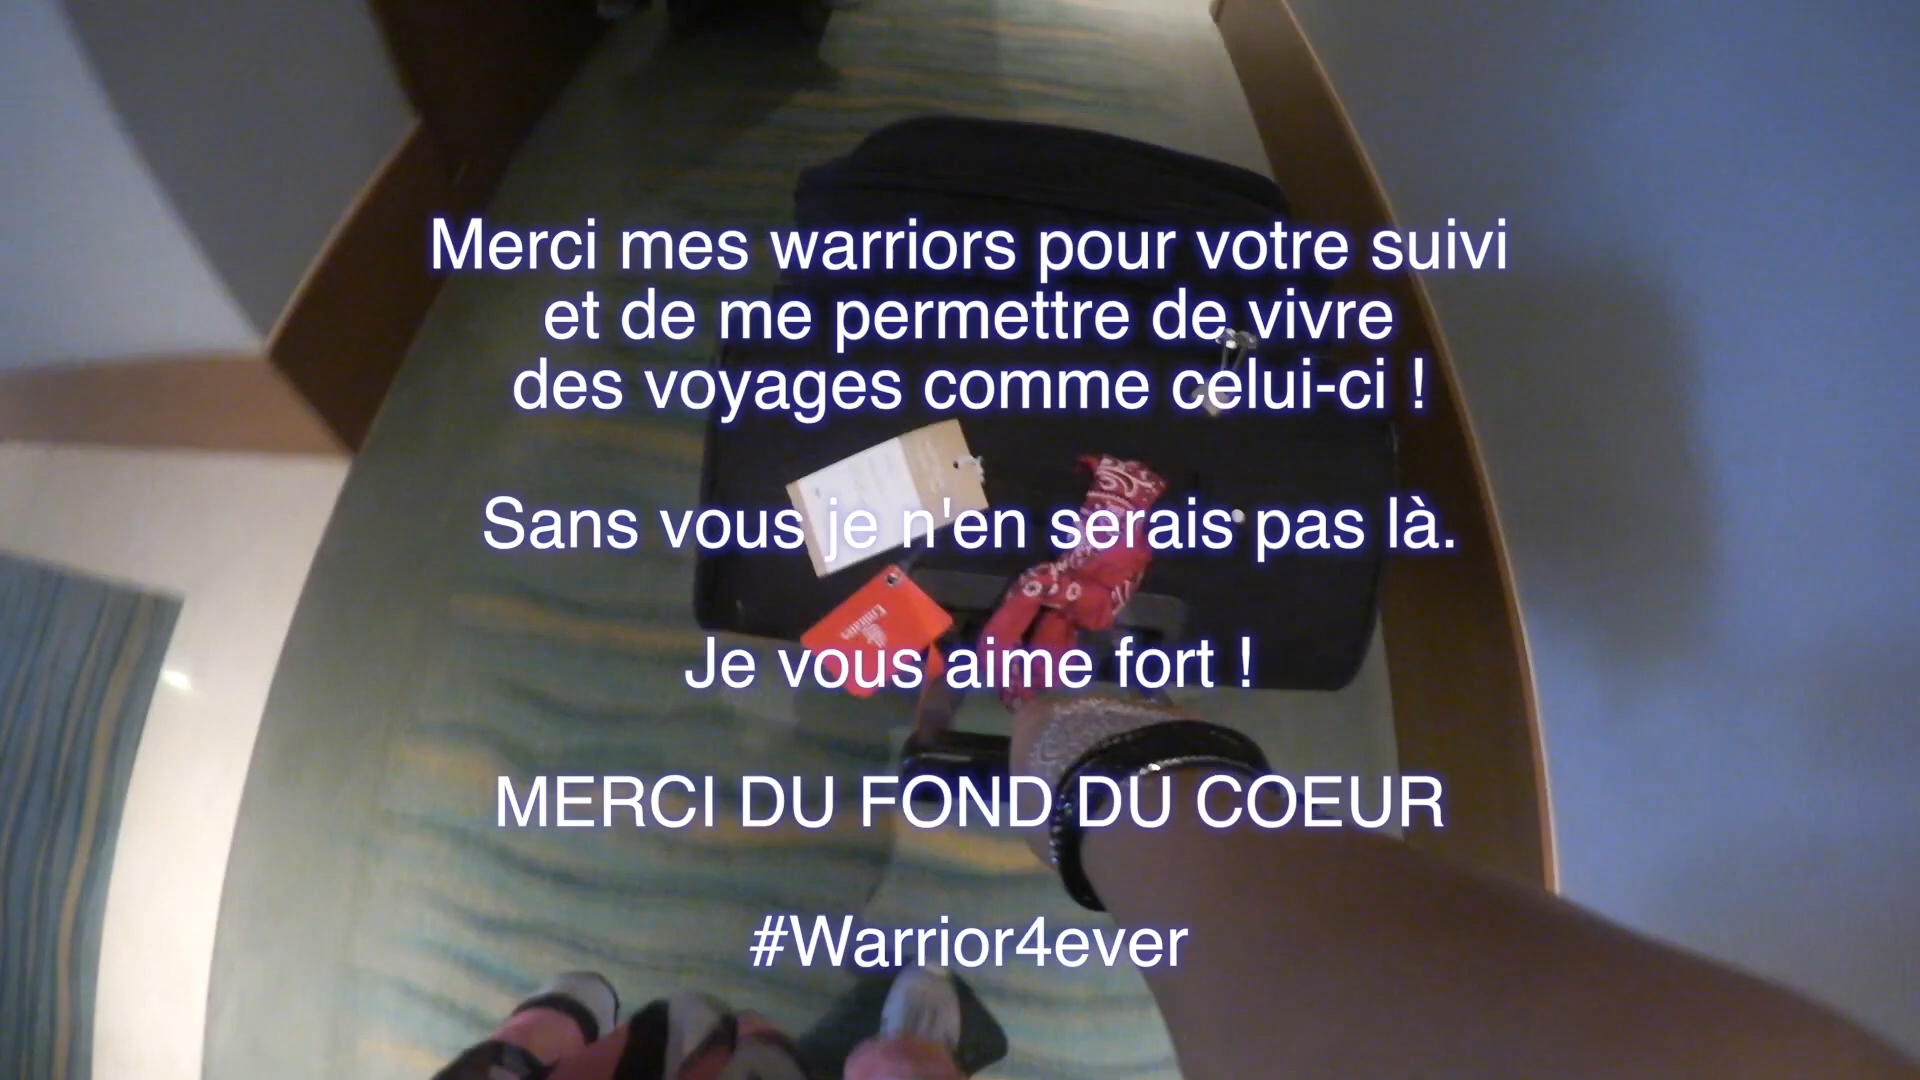 Merci mes warriors pour votre suivi
et de me permettre de vivre
des voyages comme celui-ci !
Sans vous je n'en serais pas là.
Emirates
Je vous aime fort !
MERCI DU FOND DU COEUR
#Warrior4ever